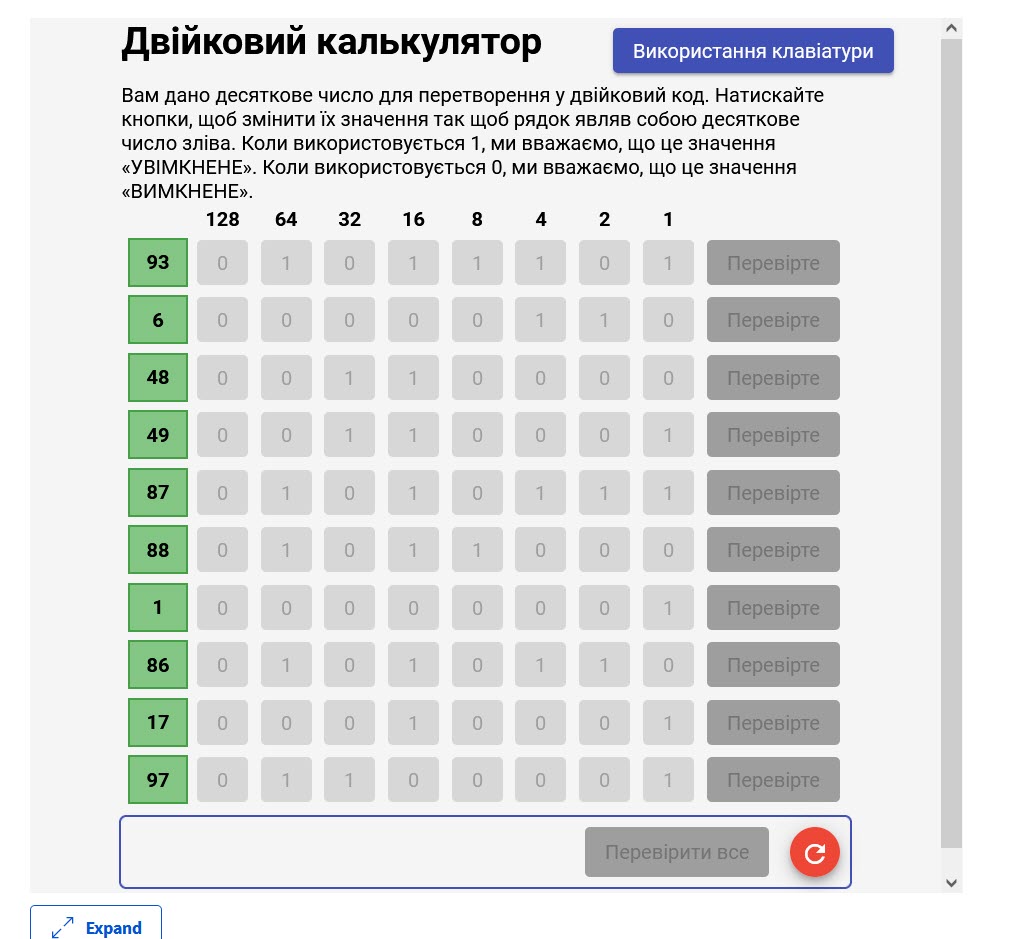 Двійковий калькулятор
Використання клавіатури
Вам дано десяткове число для перетворення у двійковий код. Натискайте
кнопки, щоб змінити їх значення так щоб рядок являв собою десяткове
число зліва. Коли використовується 1, ми вважаємо, що це значення
«УВІМКНЕНЕ». Коли використовується 0, ми вважаємо, що це значення
«ВИМКНЕНЕ».
128 64 32 16 8 4 2 1
93 0 1 0 1 1 1 0 1 Перевірте
6 0 0 0 0 0 1 1 0 Перевірте
48 0 0 1 1 0 0 0 0 Перевірте
49 0 0 1 1 0 0 0 1 Перевірте
87 0 1 0 1 0 1 1 1 Перевірте
88 0 1 0 1 1 0 0 0 Перевірте
1 0 0 0 0 0 0 0 1 Перевірте
86 0 1 0 1 0 1 1 0 Перевірте
17 0 0 0 1 0 0 0 1 Перевірте
97 0 1 1 0 0 0 0 1 Перевірте
Перевірити все
Expand